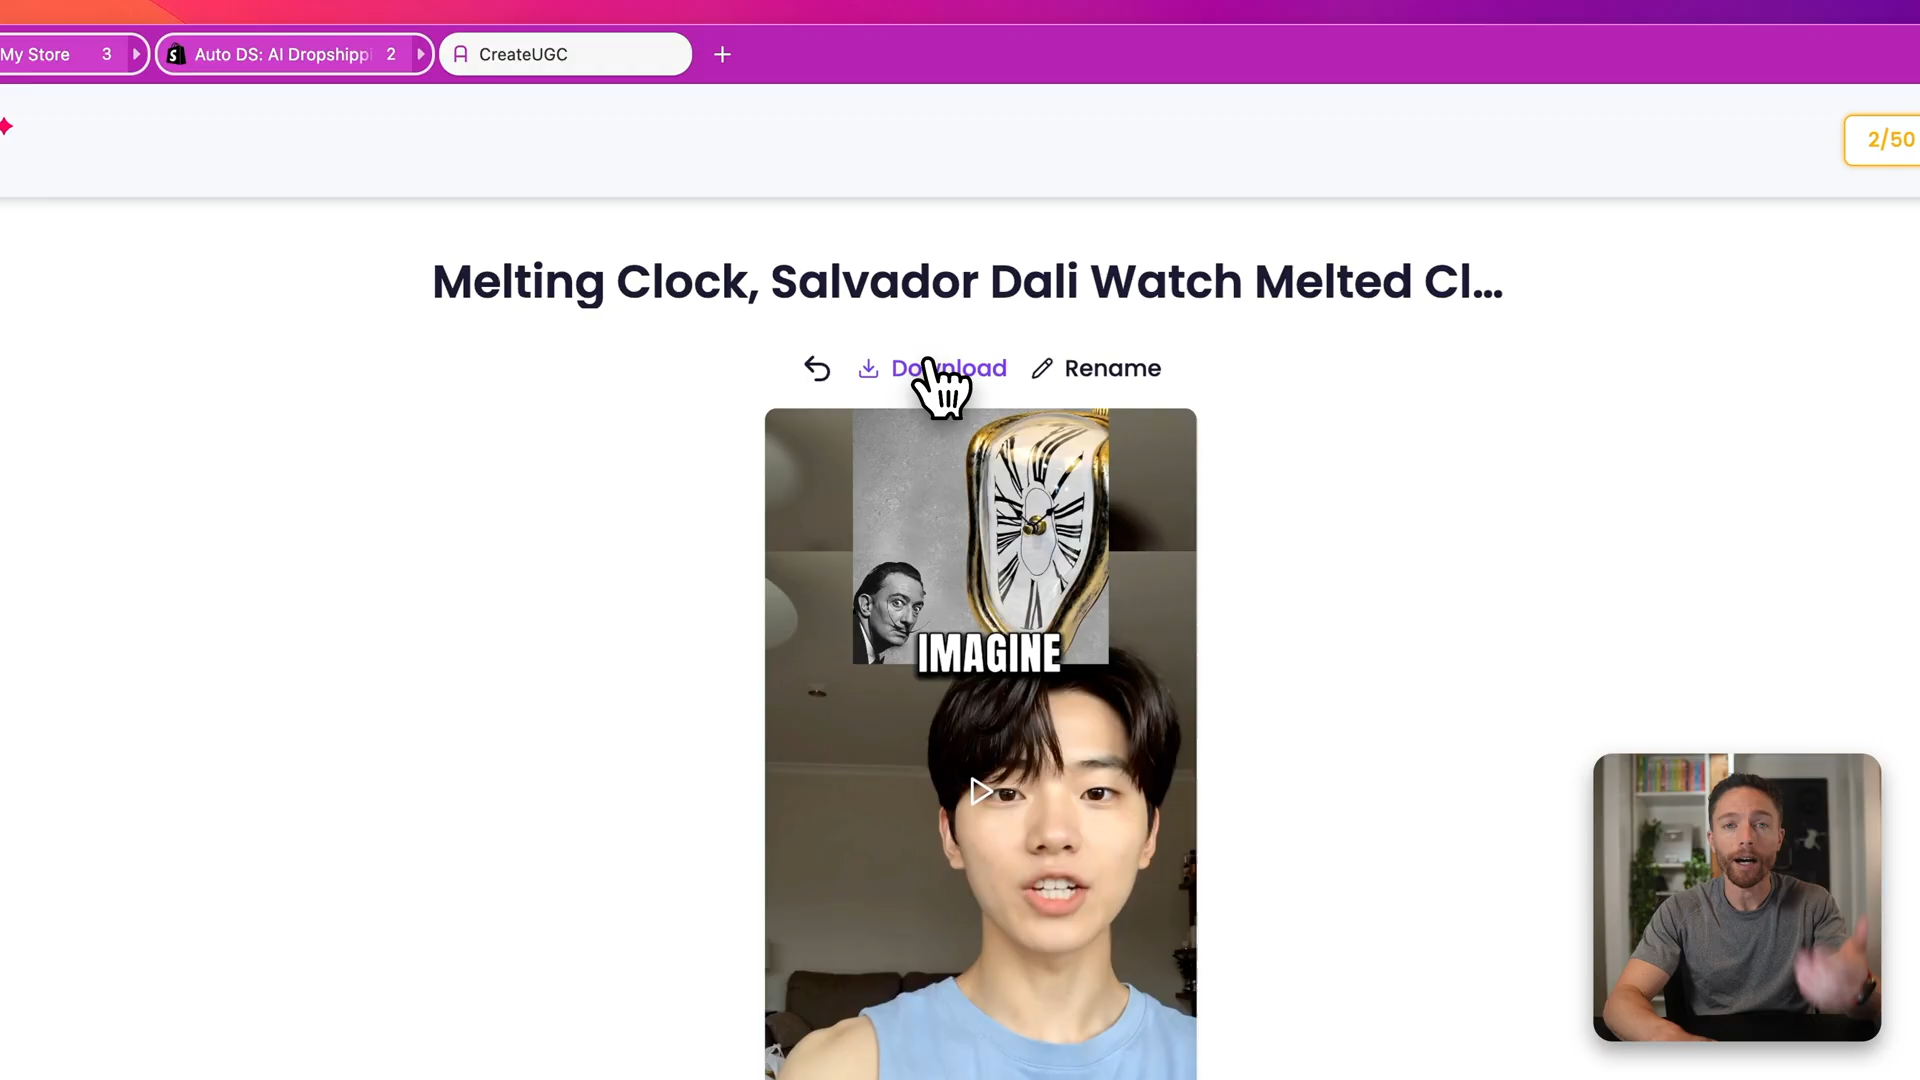 My Store 3
Auto DS: AI Dropshippi 2
CreateUGC
2/50
Melting Clock, Salvador Dali Watch Melted Cl...
Download
Rename
IMAGINE